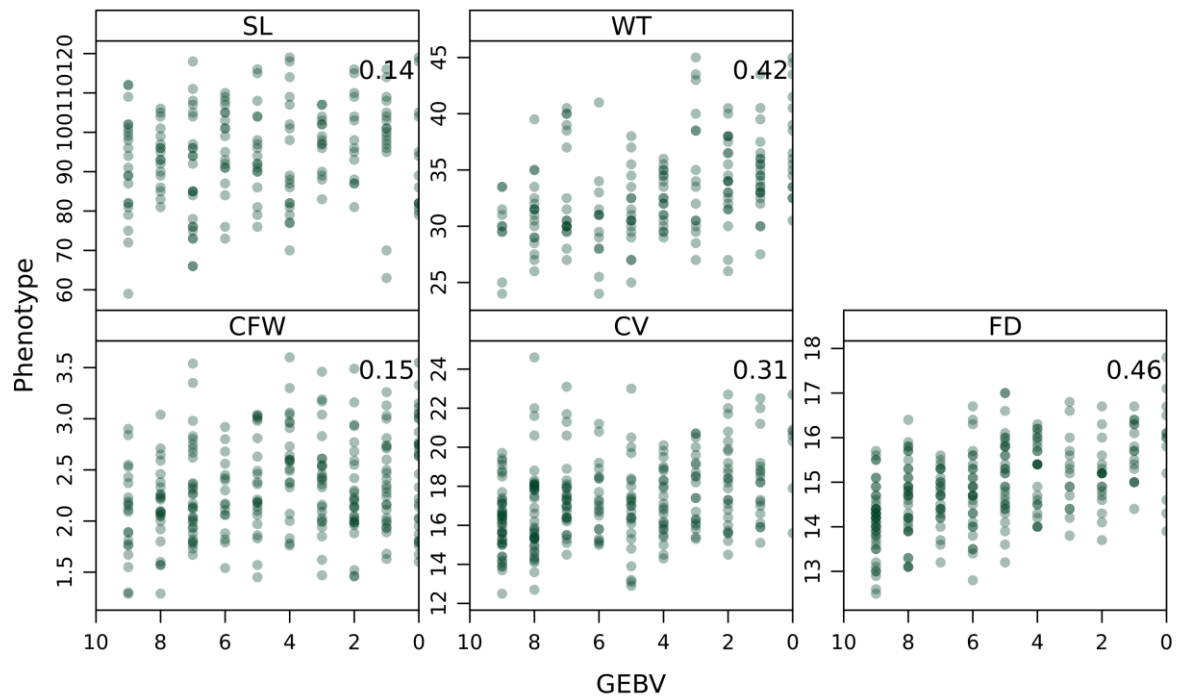 SL
WT
60 70 80 90 100 110 120
0.14
25 30 35 40 45
0.42
Phenotype
CFW
CV
FD
1.5 2.0 2.5 3.0 3.5
0.15
12 14 16 18 20 22 24
0.31
13 14 15 16 17 18
0.46
10 8 6 4 2 0
10 8 6 4 2 0
10 8 6 4 2 0
GEBV